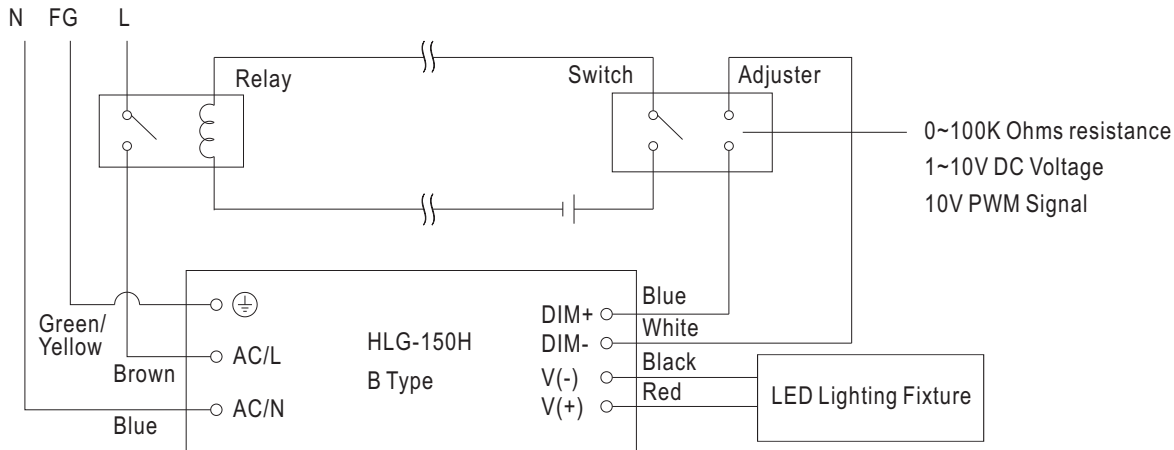 N FG L
Relay
Switch
Adjuster
0~100K Ohms resistance
1~10V DC Voltage
10V PWM Signal
Green/
Yellow
Brown
Blue
AC/L
AC/N
HLG-150H
B Type
DIM+
DIM-
V(-)
V(+)
Blue
White
Black
Red
LED Lighting Fixture